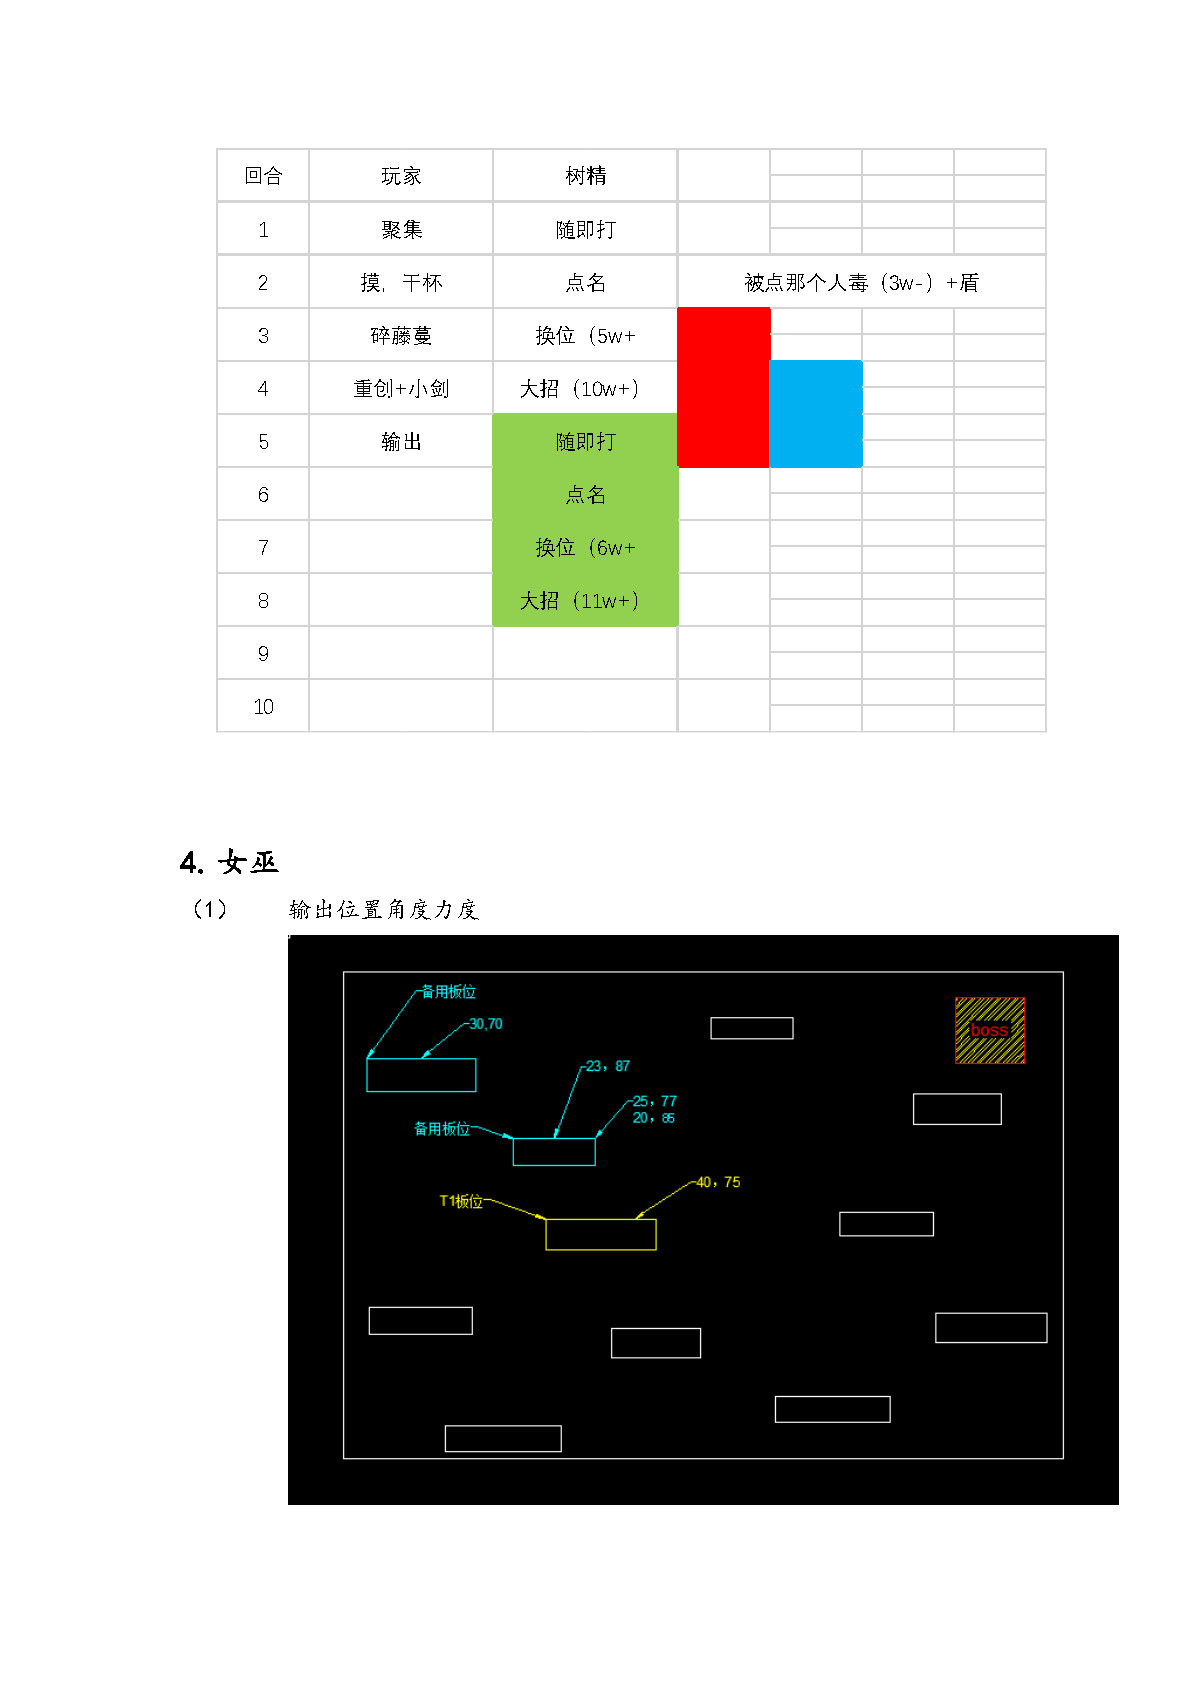 回合 玩家 树精
1 聚集 随即打
2 摸，干杯 点名 被点那个人毒（3w-）+盾
3 碎藤蔓 换位（5w+
4 重创+小剑 大招（10w+）
5 输出 随即打
6 点名
7 换位（6w+
8 大招（11w+）
9
10
4. 女巫
（1） 输出位置角度力度
备用板位
30,70
boss
23，87
25，77
20，85
备用板位
40，75
T1板位